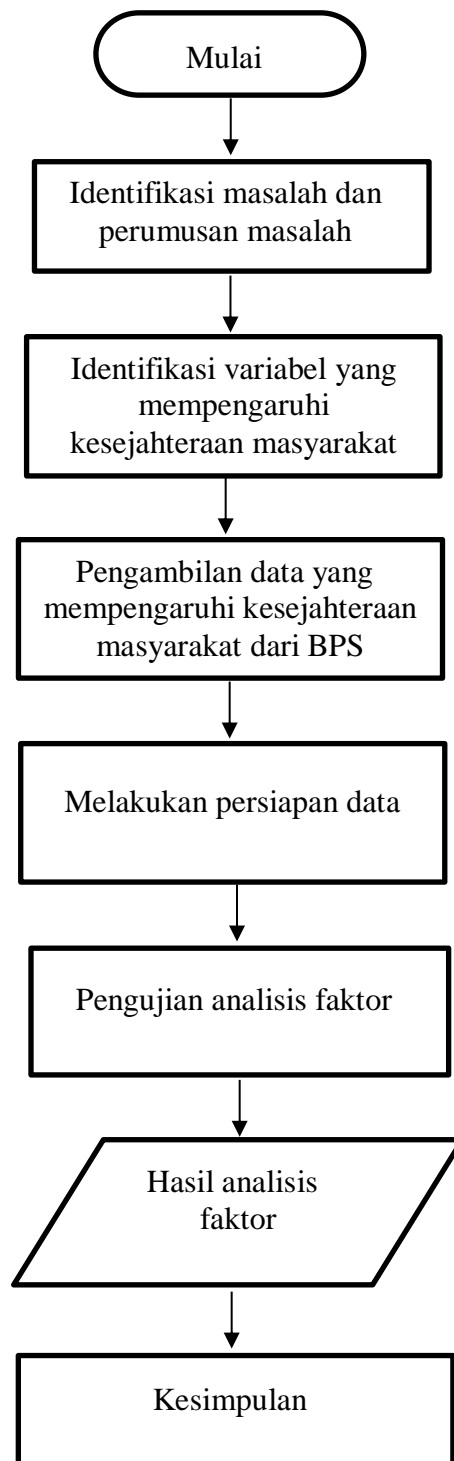 Mulai
Identifikasi masalah dan
perumusan masalah
Identifikasi variabel yang
mempengaruhi
kesejahteraan masyarakat
Pengambilan data yang
mempengaruhi kesejahteraan
masyarakat dari BPS
Melakukan persiapan data
Pengujian analisis faktor
Hasil analisis
faktor
Kesimpulan